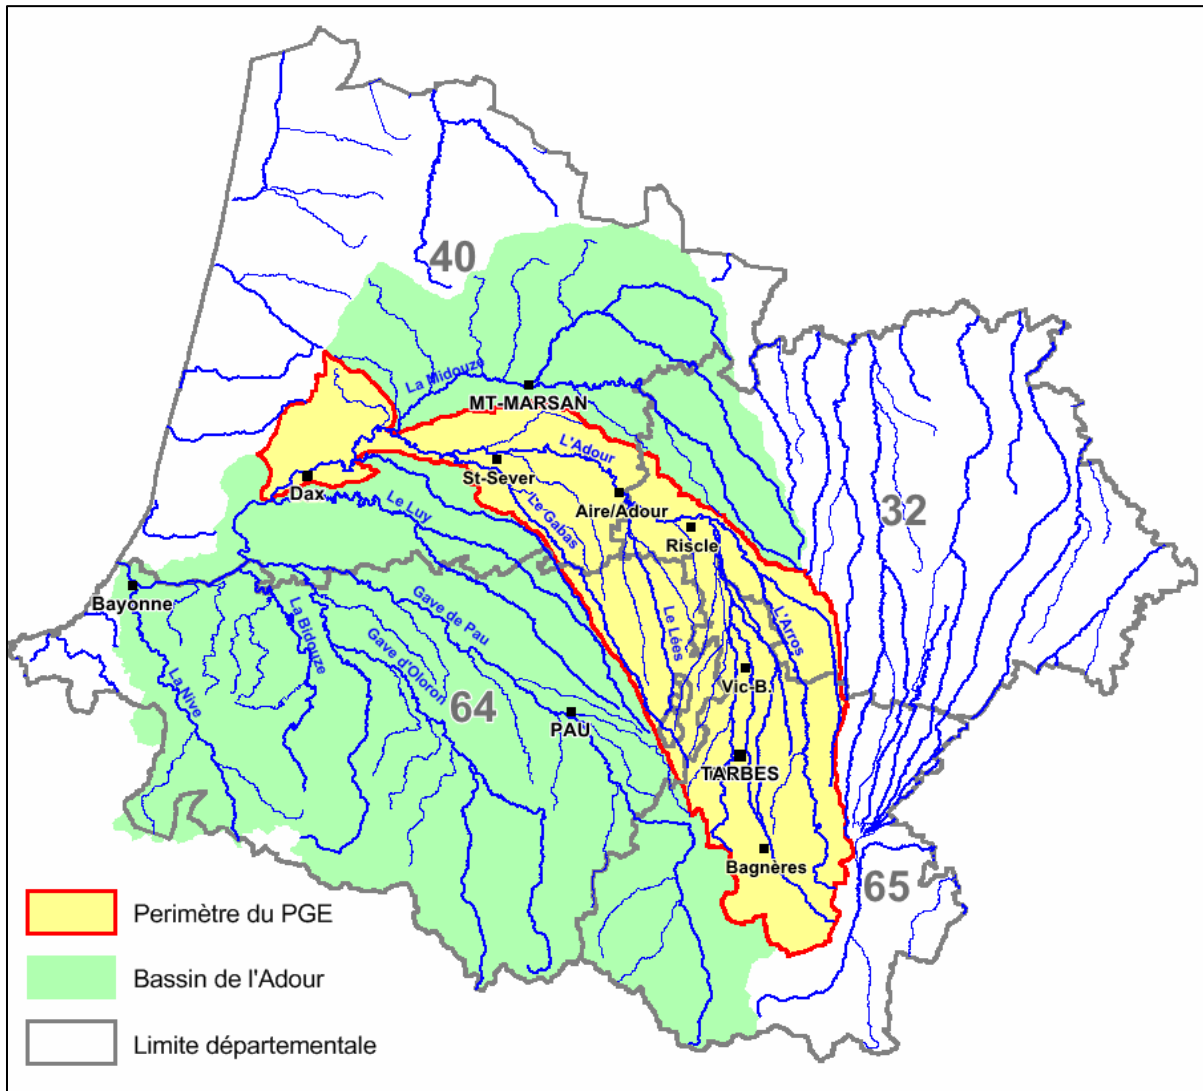 40
La Midouze
MT-MARSAN
L'Adour
St-Sever
Dax
Le Luy
Le Gabas
Aire/Adour
32
Riscle
Bayonne
La Bidouze
Gave de Pau
Gave d'Oloron
Le Lées
L'Arros
La Nive
64
Vic-B.
PAU
TARBES
Bagnères
65
Perimètre du PGE
Bassin de l'Adour
Limite départementale